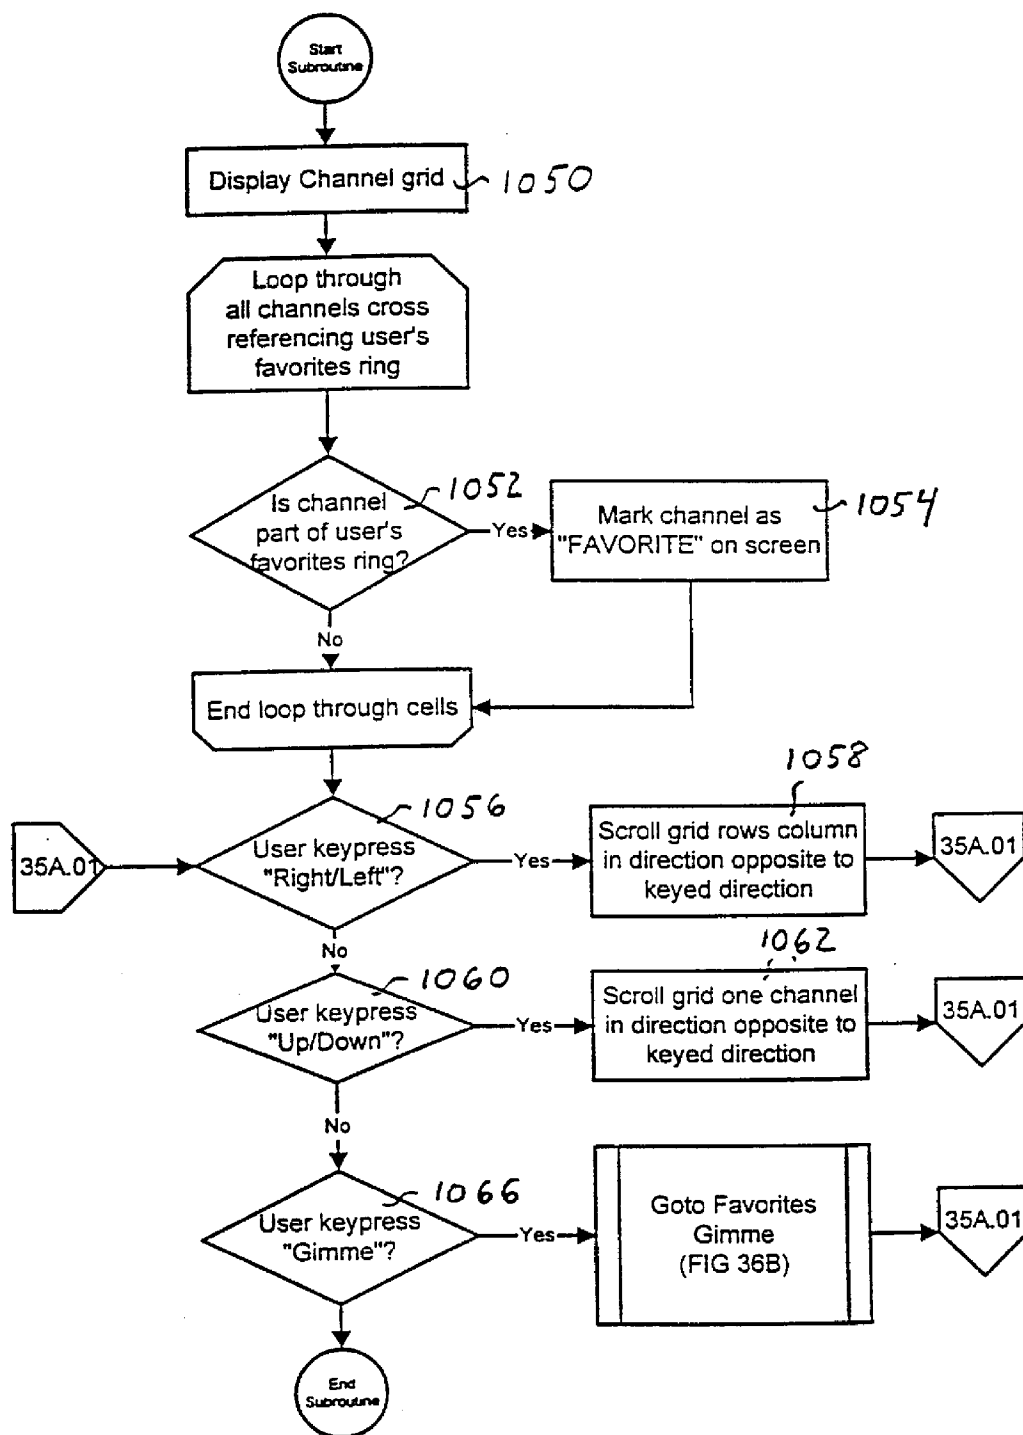 Start
Subroutine
Display Channel grid
1050
Loop through
all channels cross
referencing user's
favorites ring
1052
Is channel
part of user's
favorites ring?
Yes
Mark channel as
"FAVORITE" on screen
1054
No
End loop through cells
1056
35A.01
User keypress
"Right/Left"?
Yes
1058
Scroll grid rows column
in direction opposite to
keyed direction
35A.01
No
1060
User keypress
"Up/Down"?
Yes
1062
Scroll grid one channel
in direction opposite to
keyed direction
35A.01
No
1066
User keypress
"Gimme"?
Yes
Goto Favorites
Gimme
(FIG 36B)
35A.01
End
Subroutine